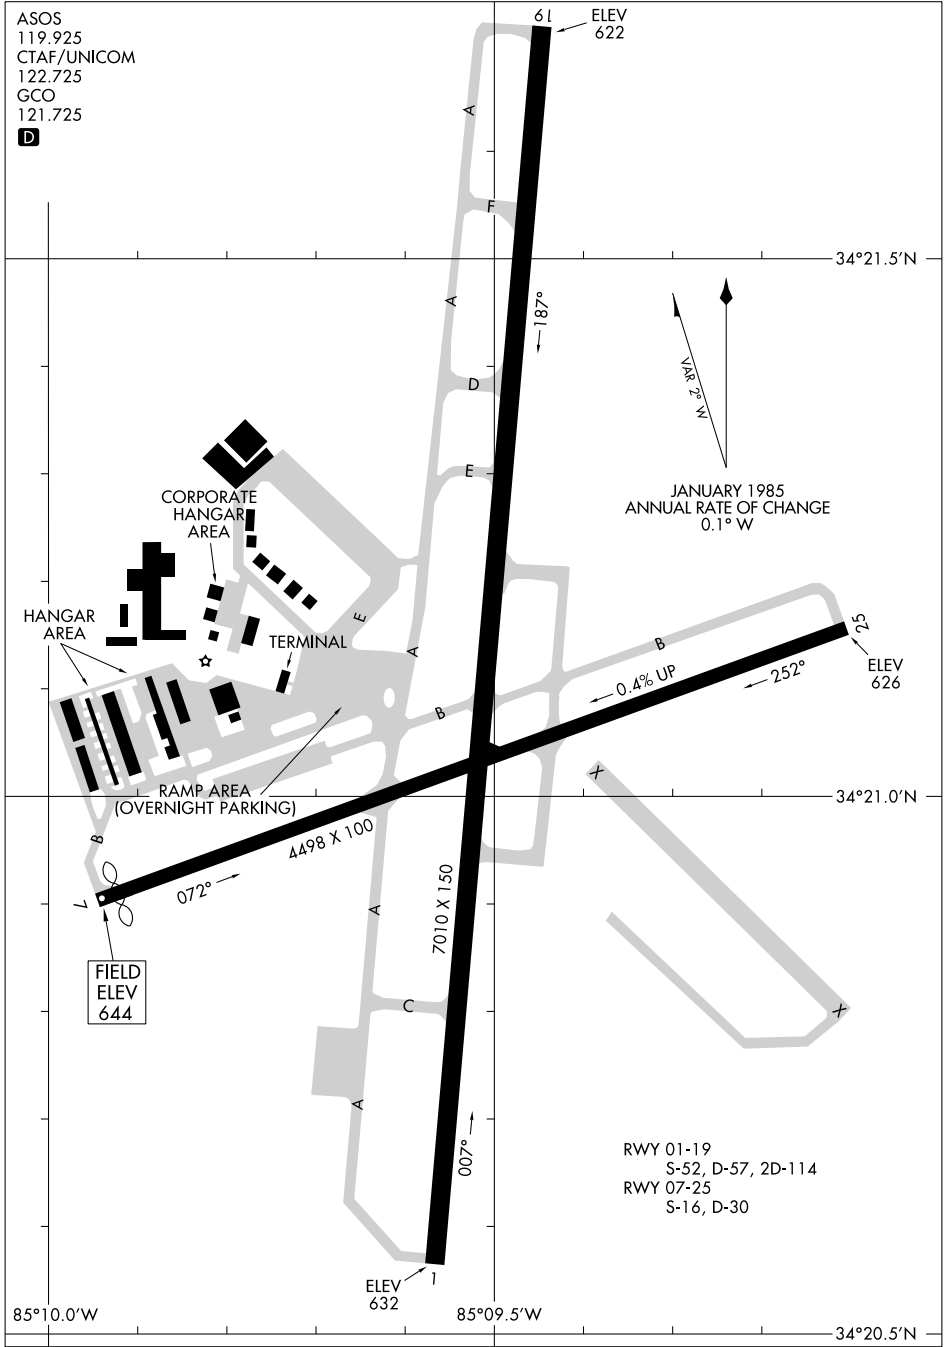 ASOS
119.925
CTAF/UNICOM
122.725
GCO
121.725
D
19
ELEV
622
A
F
34°21.5'N
A
187°
D
VAR 2° W
E
JANUARY 1985
ANNUAL RATE OF CHANGE
0.1° W
CORPORATE
HANGAR
AREA
HANGAR
AREA
E
TERMINAL
A
B
25
ELEV
626
0.4% UP
252°
B
RAMP AREA
(OVERNIGHT PARKING)
X
34°21.0'N
B
4498 X 100
072°
7
A
7010 X 150
FIELD
ELEV
644
C
X
A
007°
RWY 01-19
S-52, D-57, 2D-114
RWY 07-25
S-16, D-30
ELEV
632
1
85°10.0'W
85°09.5'W
34°20.5'N